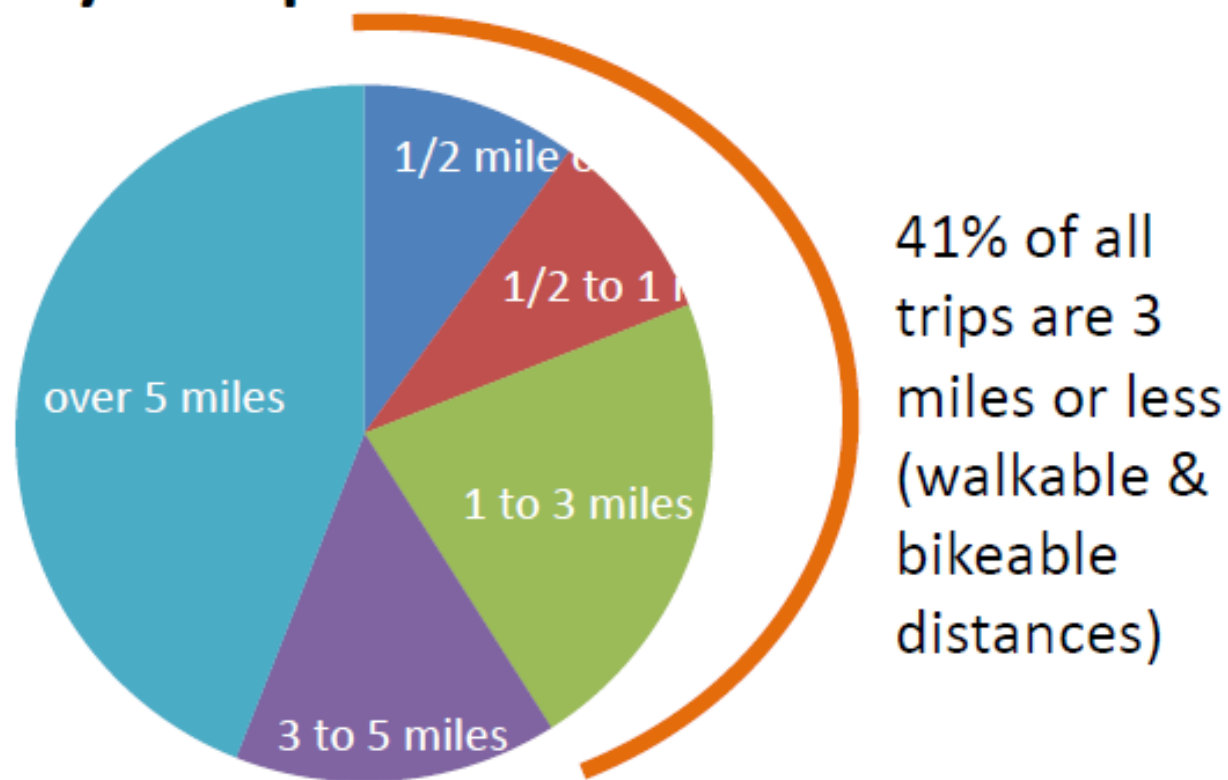 1/2 mile
1/2 to 1
over 5 miles
1 to 3 miles
3 to 5 miles
41% of all
trips are 3
miles or less
(walkable &
bikeable
distances)